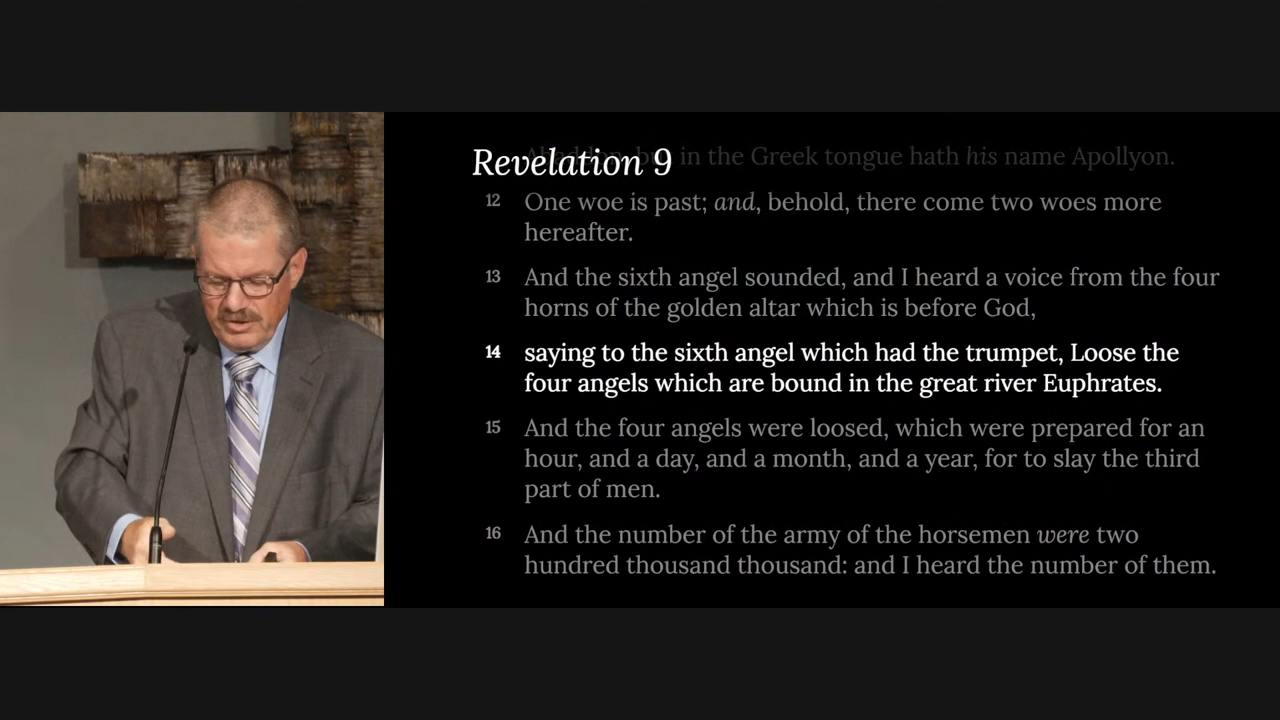 in the Greek tongue hath his name Apollyon.
Revelation 9
12 One woe is past; and, behold, there come two woes more
hereafter.
13 And the sixth angel sounded, and I heard a voice from the four
horns of the golden altar which is before God,
14 saying to the sixth angel which had the trumpet, Loose the
four angels which are bound in the great river Euphrates.
15 And the four angels were loosed, which were prepared for an
hour, and a day, and a month, and a year, for to slay the third
part of men.
16 And the number of the army of the horsemen were two
hundred thousand thousand: and I heard the number of them.